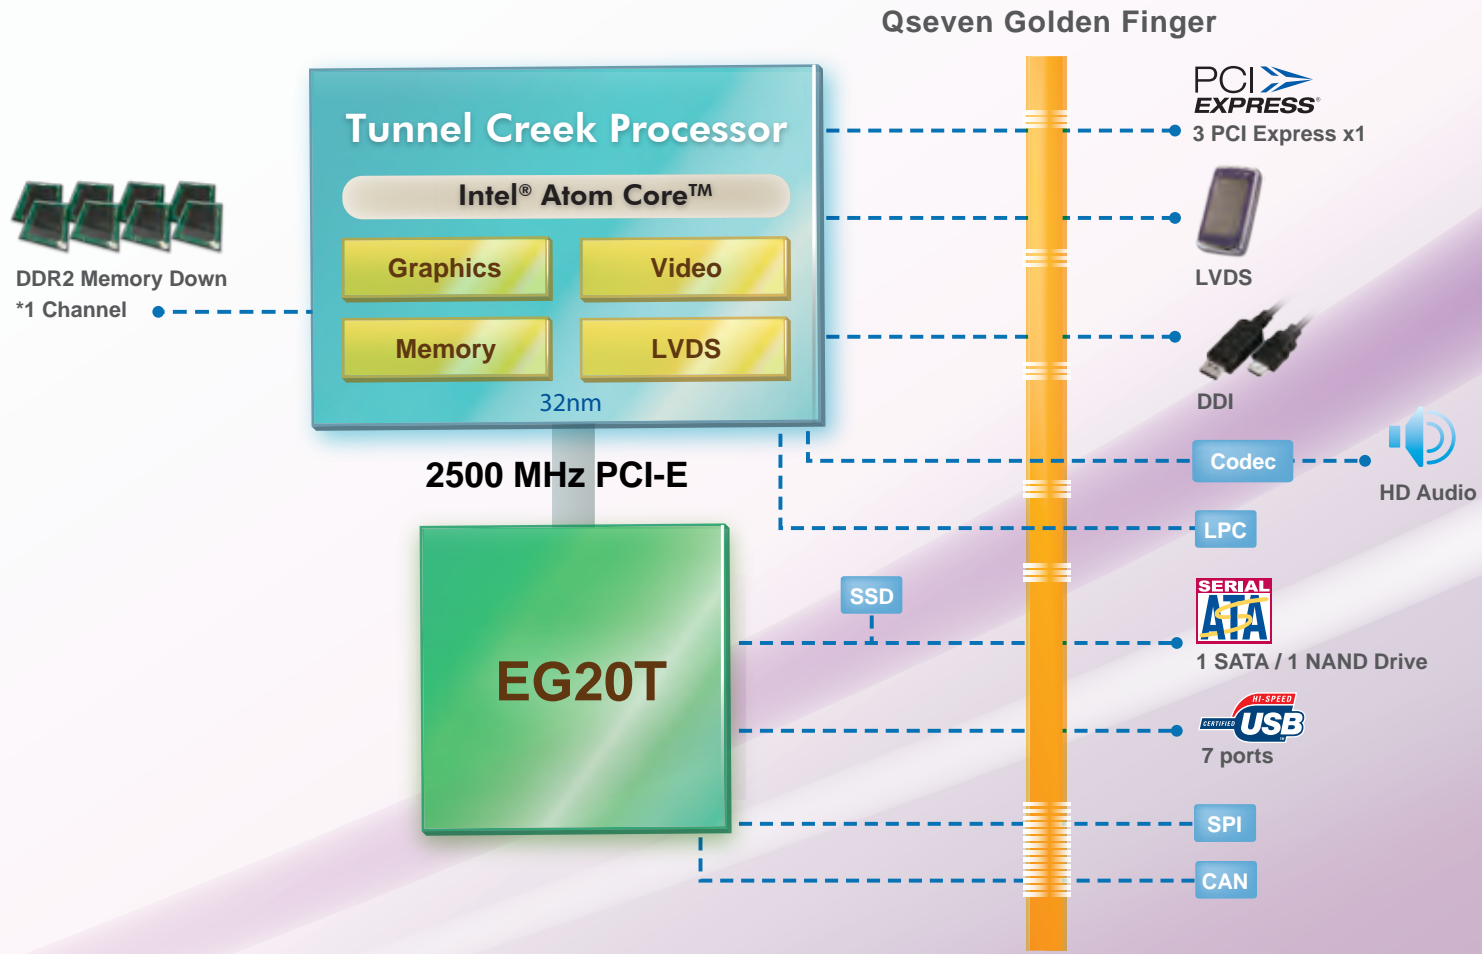 Qseven Golden Finger
Tunnel Creek Processor
Intel® Atom Core™
Graphics
Video
Memory
LVDS
32nm
DDR2 Memory Down
*1 Channel
2500 MHz PCI-E
EG20T
PCI
EXPRESS®
3 PCI Express x1
LVDS
DDI
Codec
HD Audio
LPC
SSD
SERIAL
ATA
1 SATA / 1 NAND Drive
HI-SPEED
CERTIFIED USB
7 ports
SPI
CAN